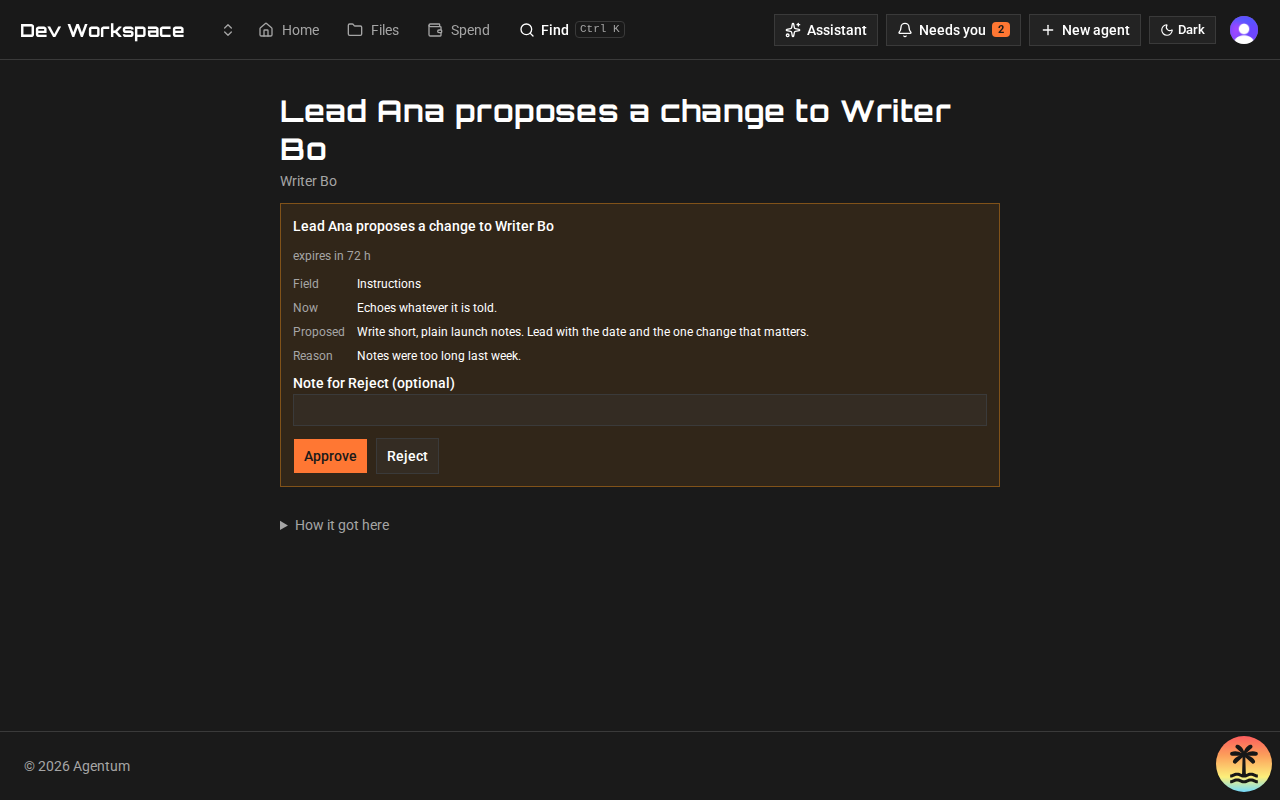 Dev Workspace
Home
Files
Spend
Find
Ctrl K
Assistant
Needs you 2
New agent
Dark
Lead Ana proposes a change to Writer
Bo
Writer Bo
Lead Ana proposes a change to Writer Bo
expires in 72 h
Field Instructions
Now Echoes whatever it is told.
Proposed Write short, plain launch notes. Lead with the date and the one change that matters.
Reason Notes were too long last week.
Note for Reject (optional)
Approve Reject
How it got here
© 2026 Agentum